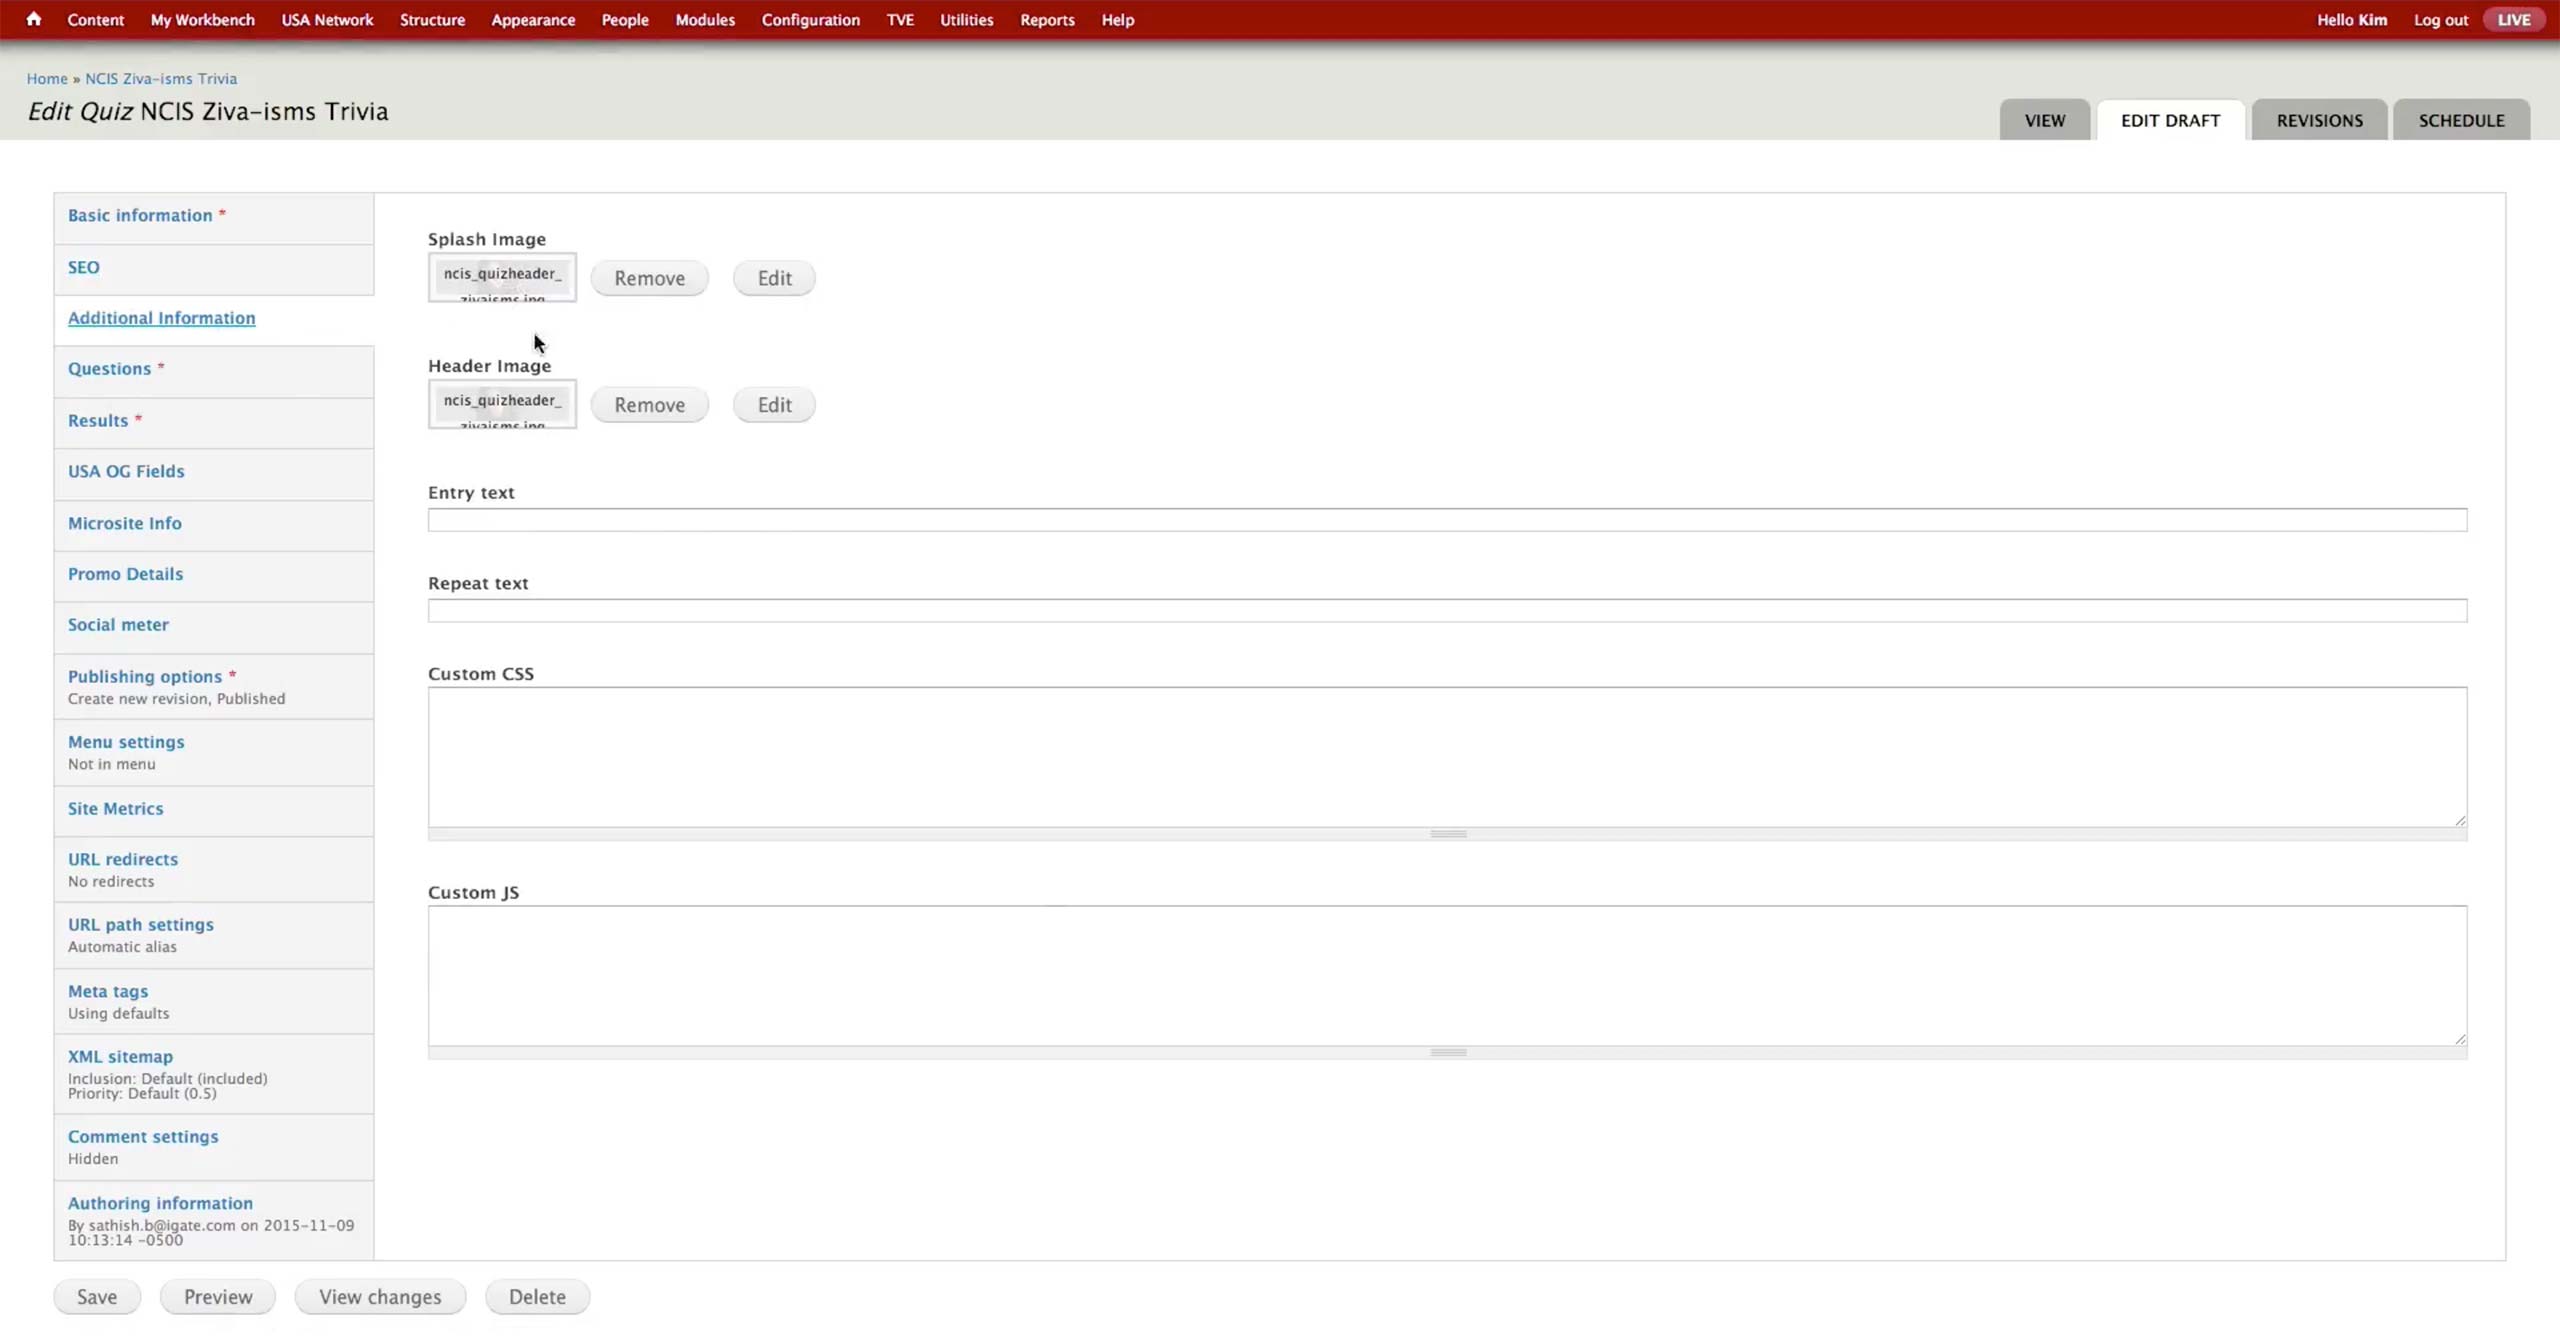 Content My Workbench USA Network Structure Appearance People Modules Configuration TVE Utilities Reports Help Hello Kim Log out LIVE
Home » NCIS Ziva-isms Trivia
Edit Quiz NCIS Ziva-isms Trivia
VIEW EDIT DRAFT REVISIONS SCHEDULE
Basic information *
SEO
Additional Information
Questions *
Results *
USA OG Fields
Microsite Info
Promo Details
Social meter
Publishing options *
Create new revision, Published
Menu settings
Not in menu
Site Metrics
URL redirects
No redirects
URL path settings
Automatic alias
Meta tags
Using defaults
XML sitemap
Inclusion: Default (included)
Priority: Default (0.5)
Comment settings
Hidden
Authoring information
By sathish.b@igate.com on 2015-11-09
10:13:14 -0500
Splash Image
ncis_quizheader_
zivaisms.jpg
Remove Edit
Header Image
ncis_quizheader_
zivaisms.jpg
Remove Edit
Entry text
Repeat text
Custom CSS
Custom JS
Save Preview View changes Delete